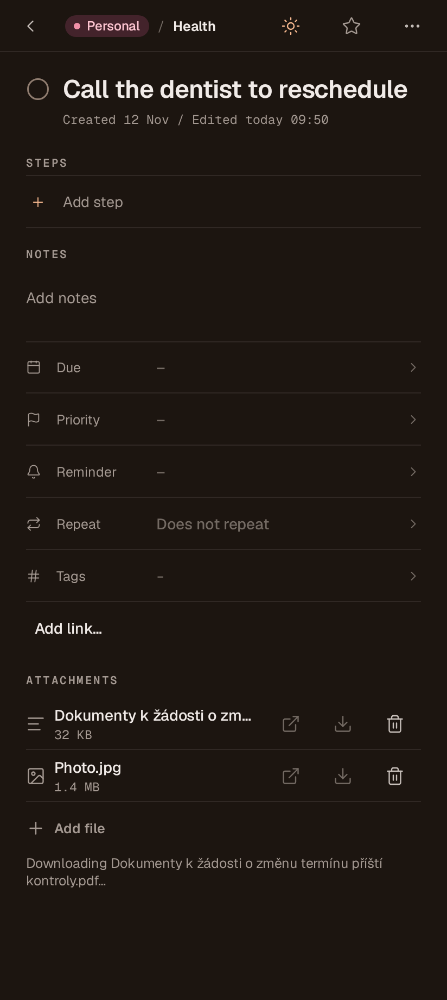 Personal / Health
Call the dentist to reschedule
Created 12 Nov / Edited today 09:50
STEPS
Add step
NOTES
Add notes
Due –
Priority –
Reminder –
Repeat Does not repeat
Tags -
Add link…
ATTACHMENTS
Dokumenty k žádosti o zm…
32 KB
Photo.jpg
1.4 MB
Add file
Downloading Dokumenty k žádosti o změnu termínu příští
kontroly.pdf…